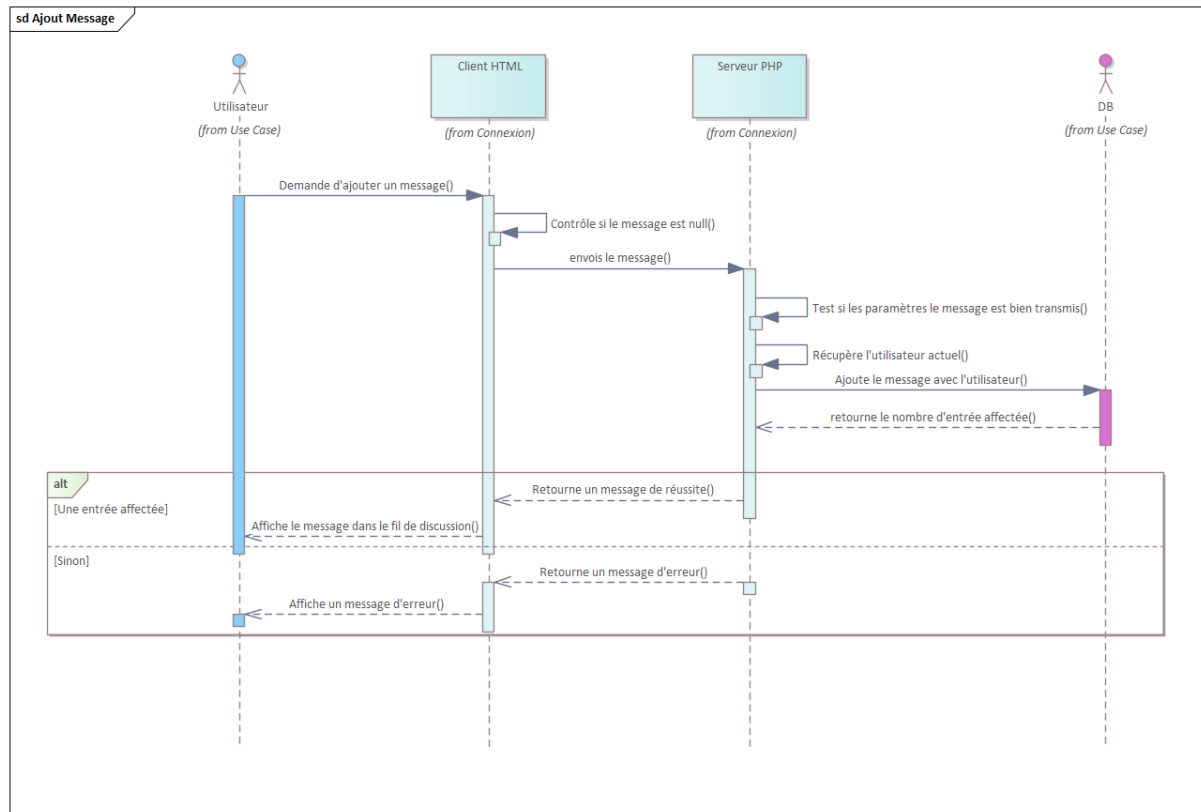 sd Ajout Message
Utilisateur
(from Use Case)
Client HTML
(from Connexion)
Serveur PHP
(from Connexion)
DB
(from Use Case)
Demande d'ajouter un message()
Contrôle si le message est null()
envois le message()
Test si les paramètres le message est bien transmis()
Récupère l'utilisateur actuel()
Ajoute le message avec l'utilisateur()
retourne le nombre d'entrée affectée()
alt
[Une entrée affectée]
Retourne un message de réussite()
Affiche le message dans le fil de discussion()
[Sinon]
Retourne un message d'erreur()
Affiche un message d'erreur()